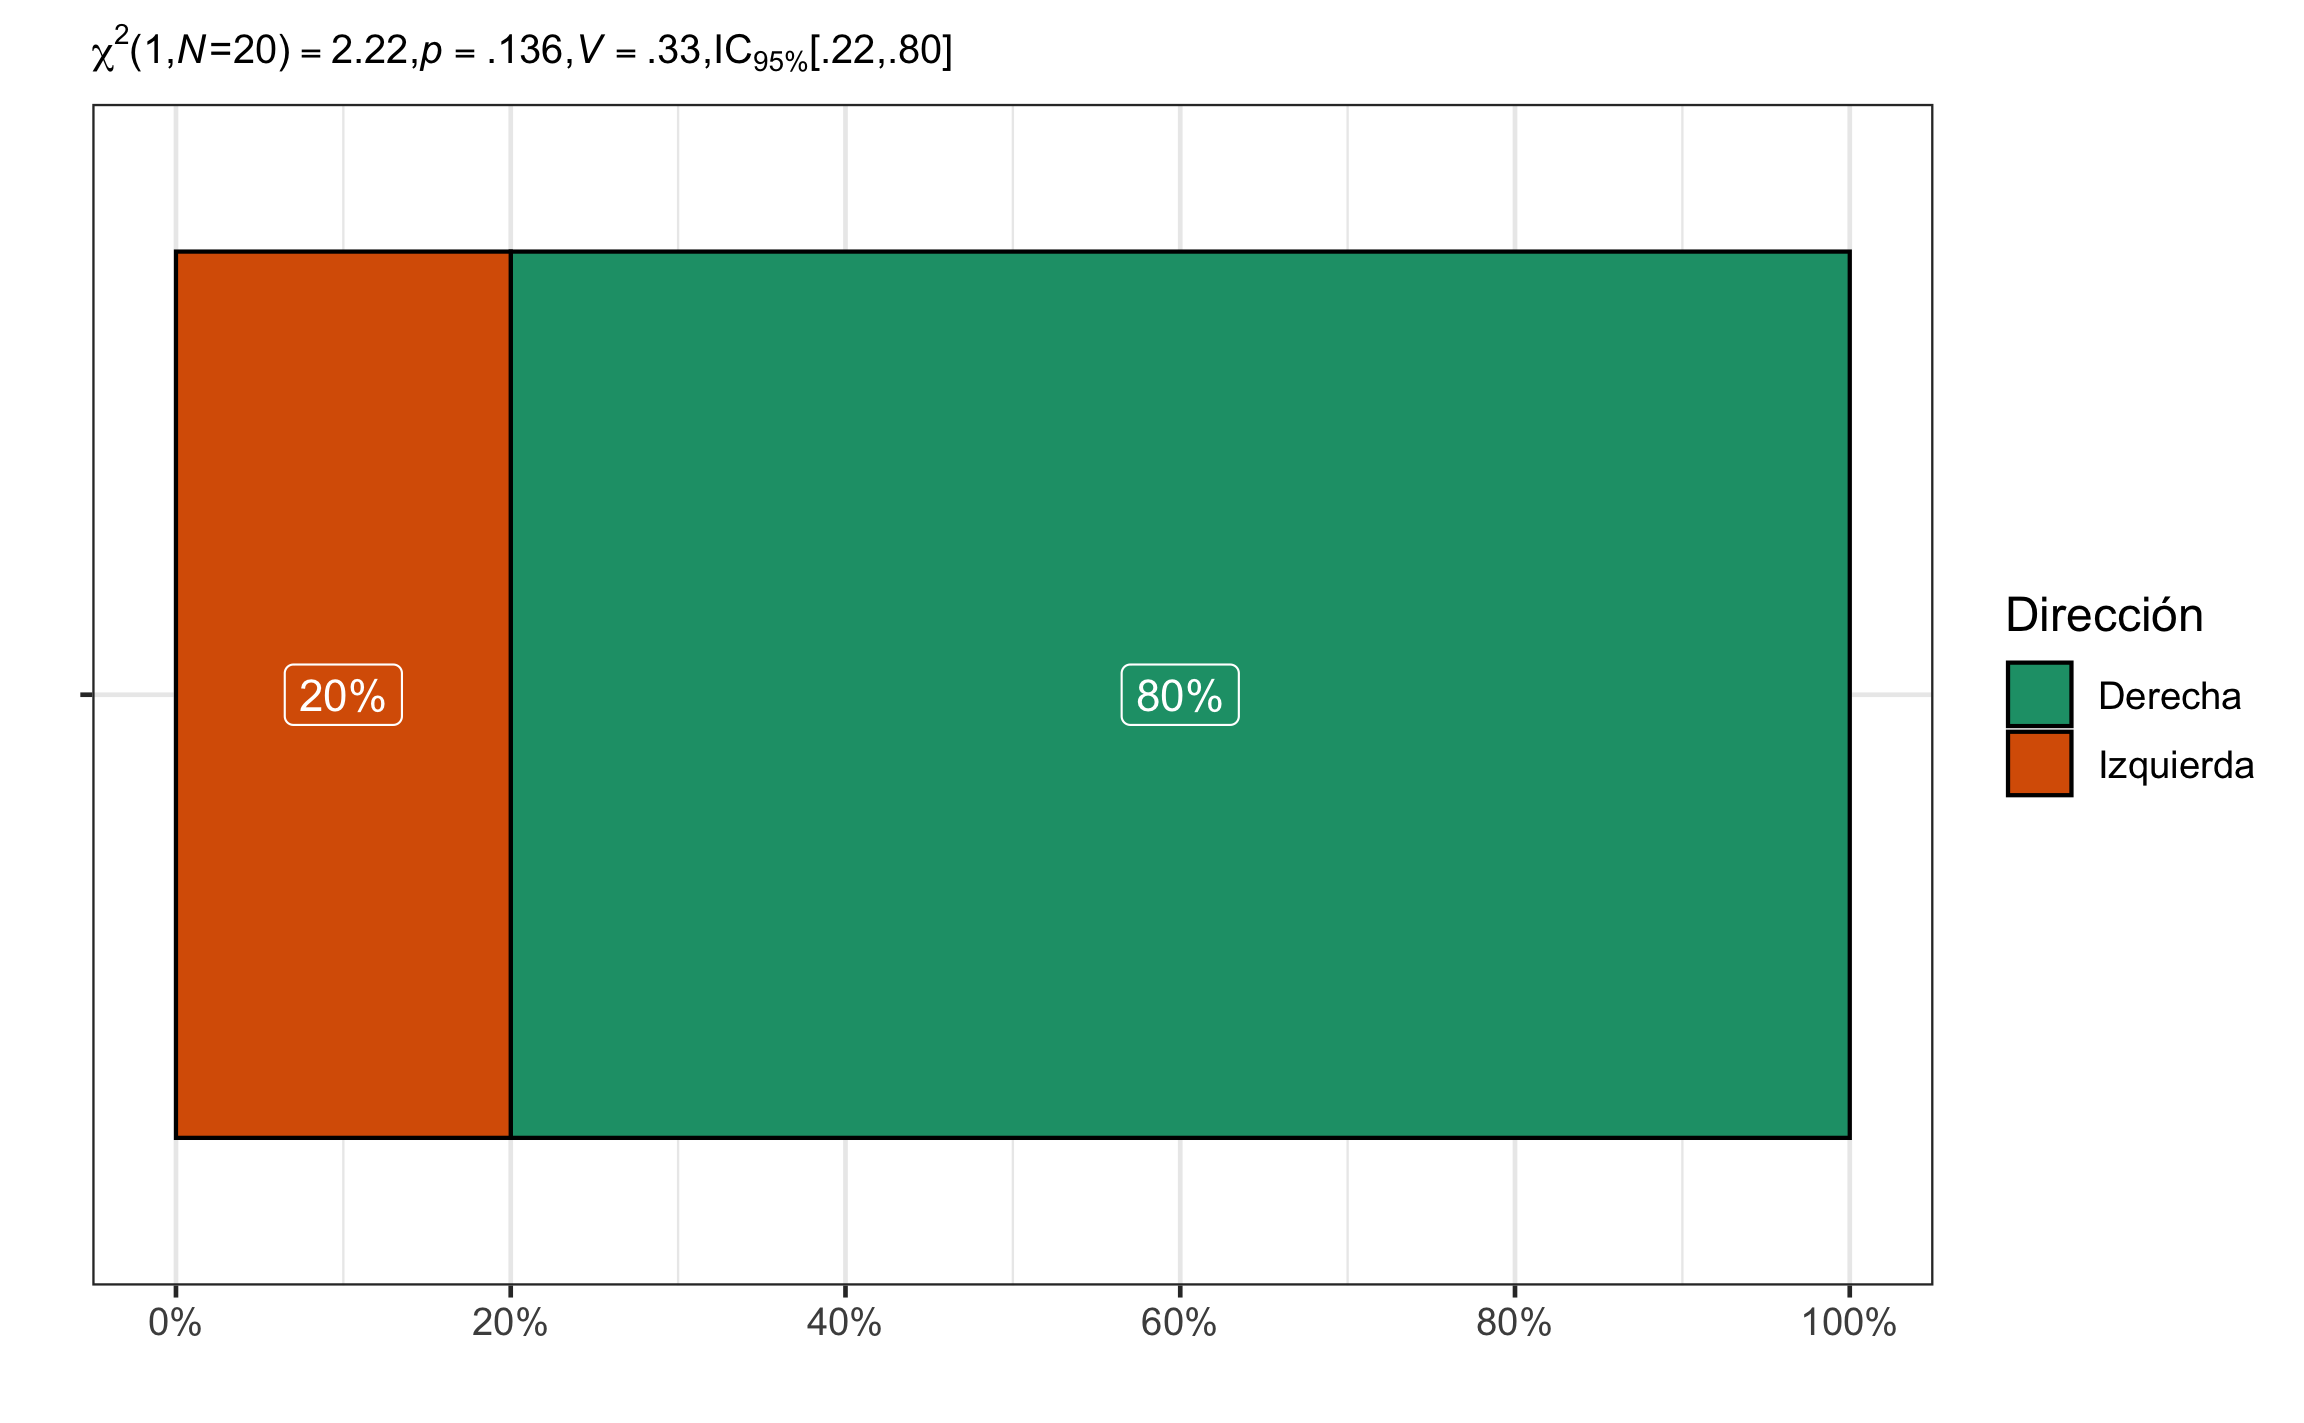 χ²(1,N=20) = 2.22,p = .136,V = .33,IC₉₅%[.22,.80]
20%
80%
Dirección
Derecha
Izquierda
0%
20%
40%
60%
80%
100%